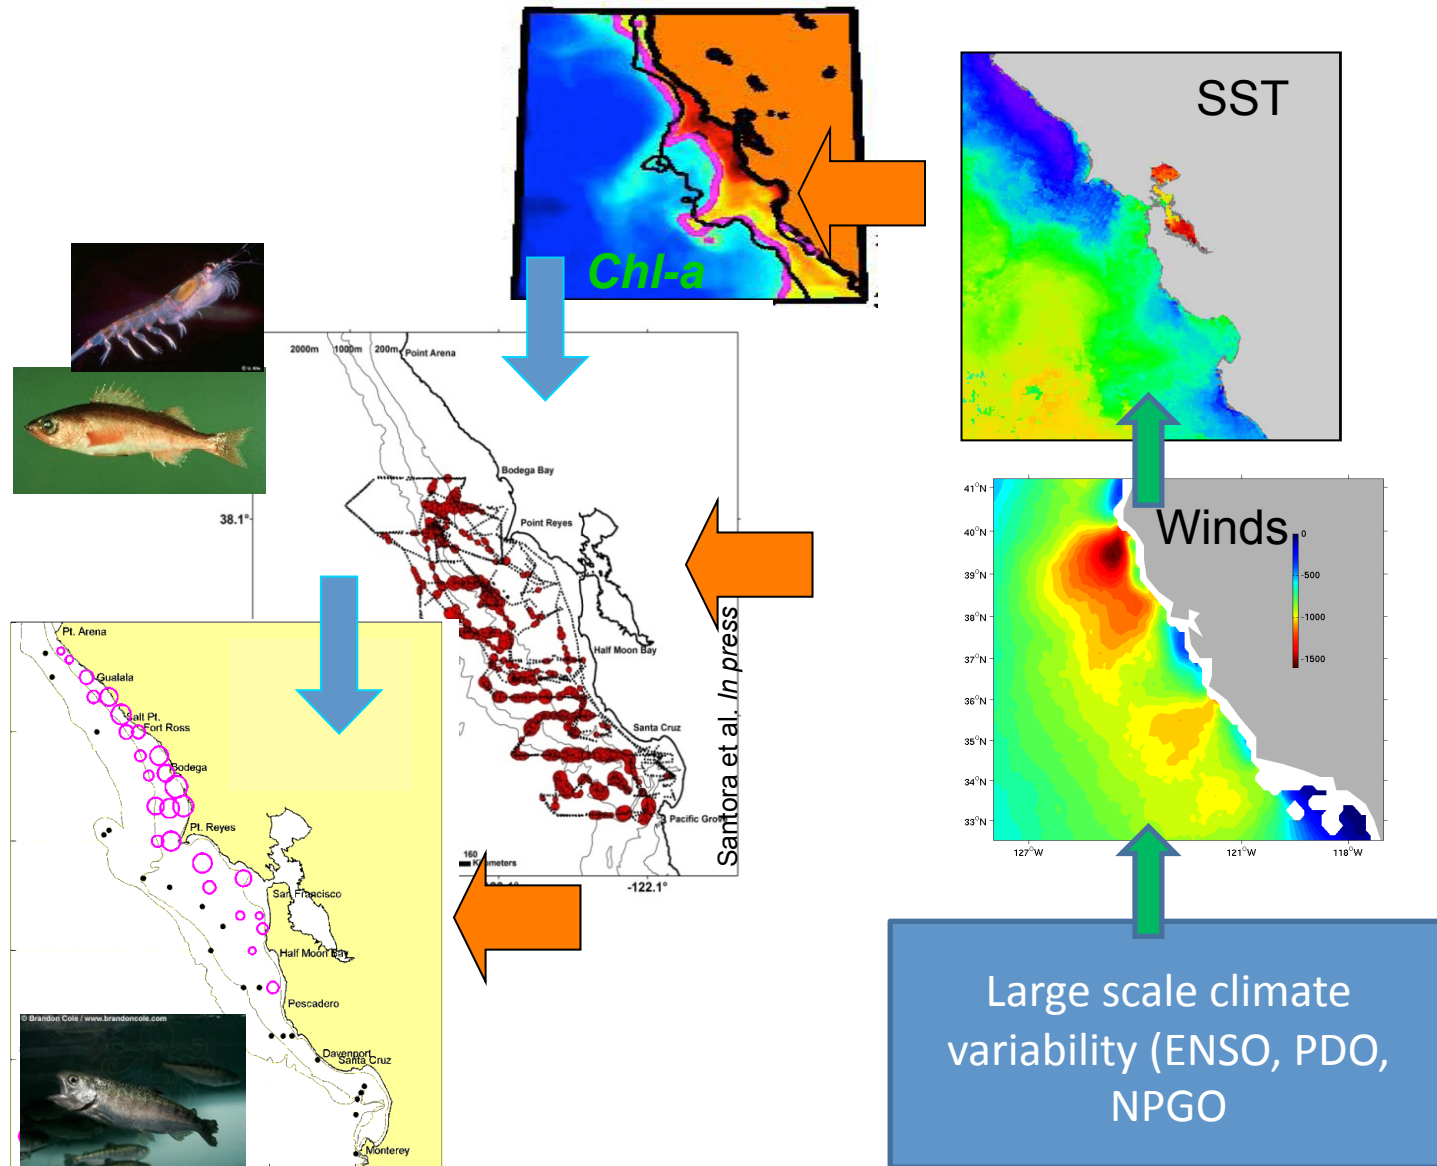 SST
Chl-a
2000m 1000m 200m
Point Arena
Bodega Bay
38.1°
Point Reyes
Half Moon Bay
Santa Cruz
Pacific Grov
160
-122.1°
Santora et al. In press
Winds
0
-500
-1000
-1500
41°N
40°N
39°N
38°N
37°N
36°N
35°N
34°N
33°N
127°W
121°W
118°W
Pt. Arena
Gualala
Salt Pt.
Fort Ross
Bodega
Pt. Reyes
San Francisco
Half Moon Bay
Pescadero
Davenport
Santa Cruz
Monterey
© Brandon Cole / www.brandoncole.com
Large scale climate
variability (ENSO, PDO,
NPGO